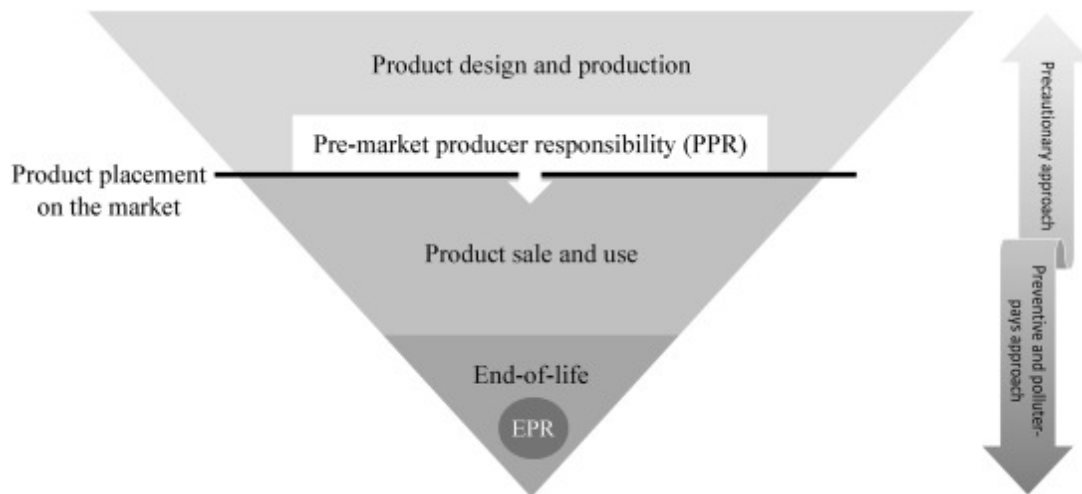 Product design and production
Pre-market producer responsibility (PPR)
Product placement
on the market
Product sale and use
End-of-life
EPR
Precautionary approach
Preventive and polluter-
pays approach